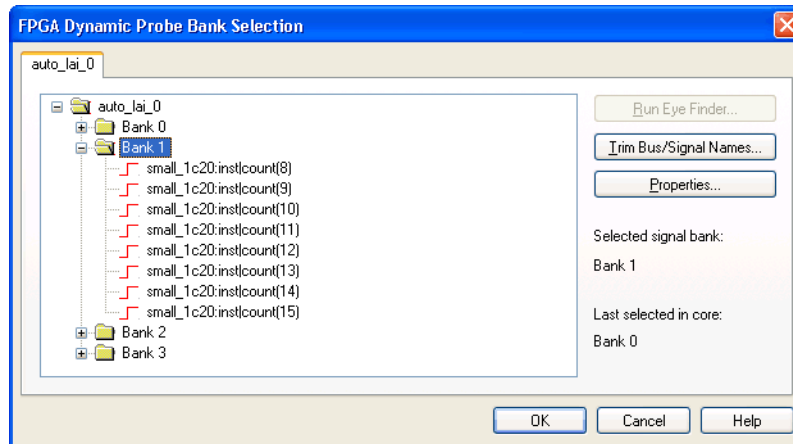 FPGA Dynamic Probe Bank Selection
auto_lai_0
auto_lai_0
Bank 0
Bank 1
small_1c20:inst|count(8)
small_1c20:inst|count(9)
small_1c20:inst|count(10)
small_1c20:inst|count(11)
small_1c20:inst|count(12)
small_1c20:inst|count(13)
small_1c20:inst|count(14)
small_1c20:inst|count(15)
Bank 2
Bank 3
Run Eye Finder...
Trim Bus/Signal Names...
Properties...
Selected signal bank:
Bank 1
Last selected in core:
Bank 0
OK
Cancel
Help